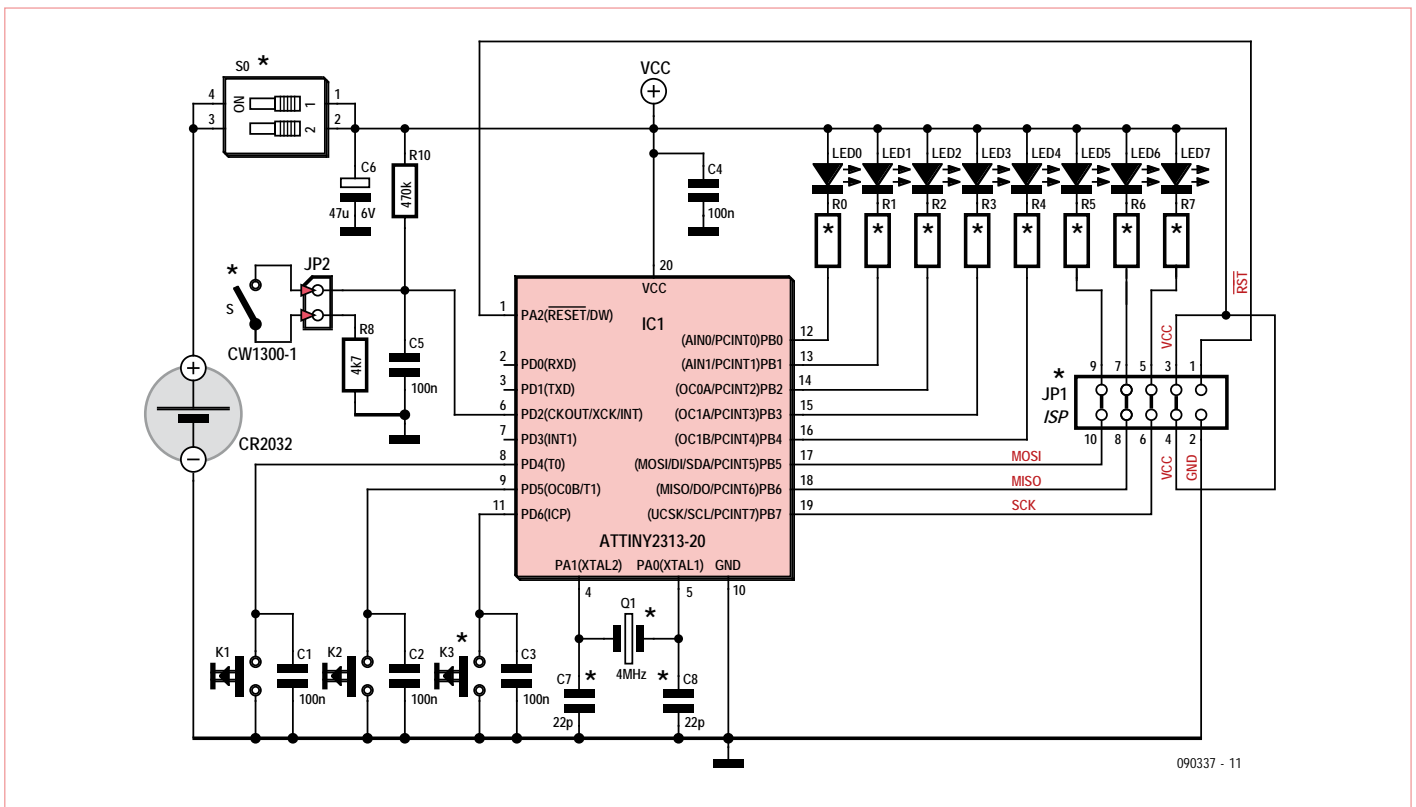 S0 *
4
3
ON
1
2
1
2
VCC
R10
470k
C6
47u 6V
C4
100n
LED0
LED1
LED2
LED3
LED4
LED5
LED6
LED7
R0
R1
R2
R3
R4
R5
R6
R7
*
*
*
*
*
*
*
*
*
S
CW1300-1
JP2
R8
4k7
C5
100n
CR2032
20
VCC
IC1
1
PA2(RESET/DW)
2
PD0(RXD)
3
PD1(TXD)
6
PD2(CKOUT/XCK/INT)
7
PD3(INT1)
8
PD4(T0)
9
PD5(OC0B/T1)
11
PD6(ICP)
(AIN0/PCINT0)PB0
12
(AIN1/PCINT1)PB1
13
(OC0A/PCINT2)PB2
14
(OC1A/PCINT3)PB3
15
(OC1B/PCINT4)PB4
16
(MOSI/DI/SDA/PCINT5)PB5
17
(MISO/DO/PCINT6)PB6
18
(UCSK/SCL/PCINT7)PB7
19
ATTINY2313-20
PA1(XTAL2)
PA0(XTAL1)
GND
4
5
10
MOSI
MISO
SCK
RST
VCC
9
7
5
3
1
*
JP1
ISP
10
8
6
4
2
VCC
GND
K1
C1
100n
K2
C2
100n
*
K3
C3
100n
Q1
*
4MHz
C7
*
22p
*
C8
22p
090337 - 11